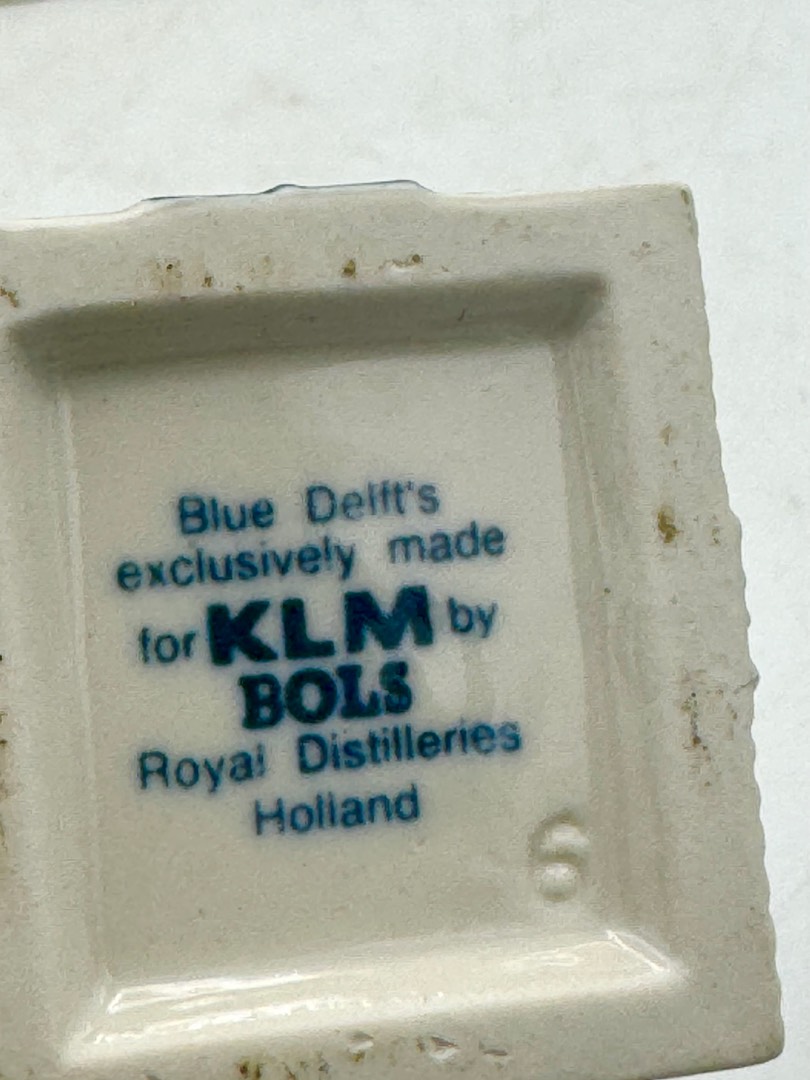 Blue Delft's
exclusively made
for KLM by
BOLS
Royal Distilleries
Holland
6